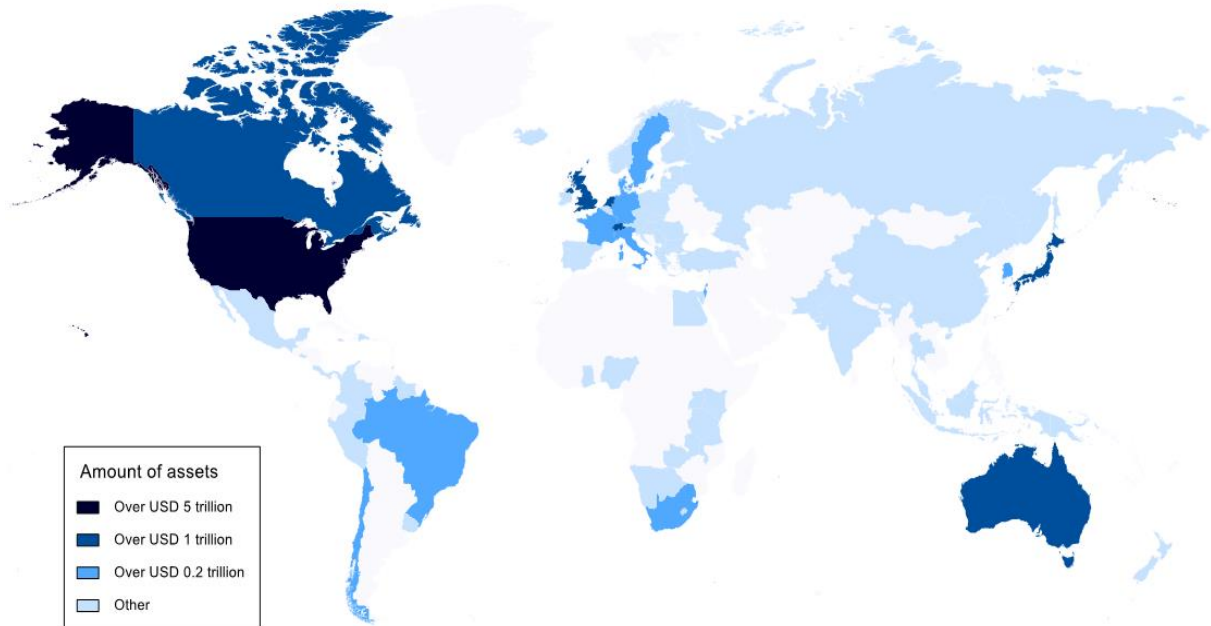 Amount of assets
Over USD 5 trillion
Over USD 1 trillion
Over USD 0.2 trillion
Other